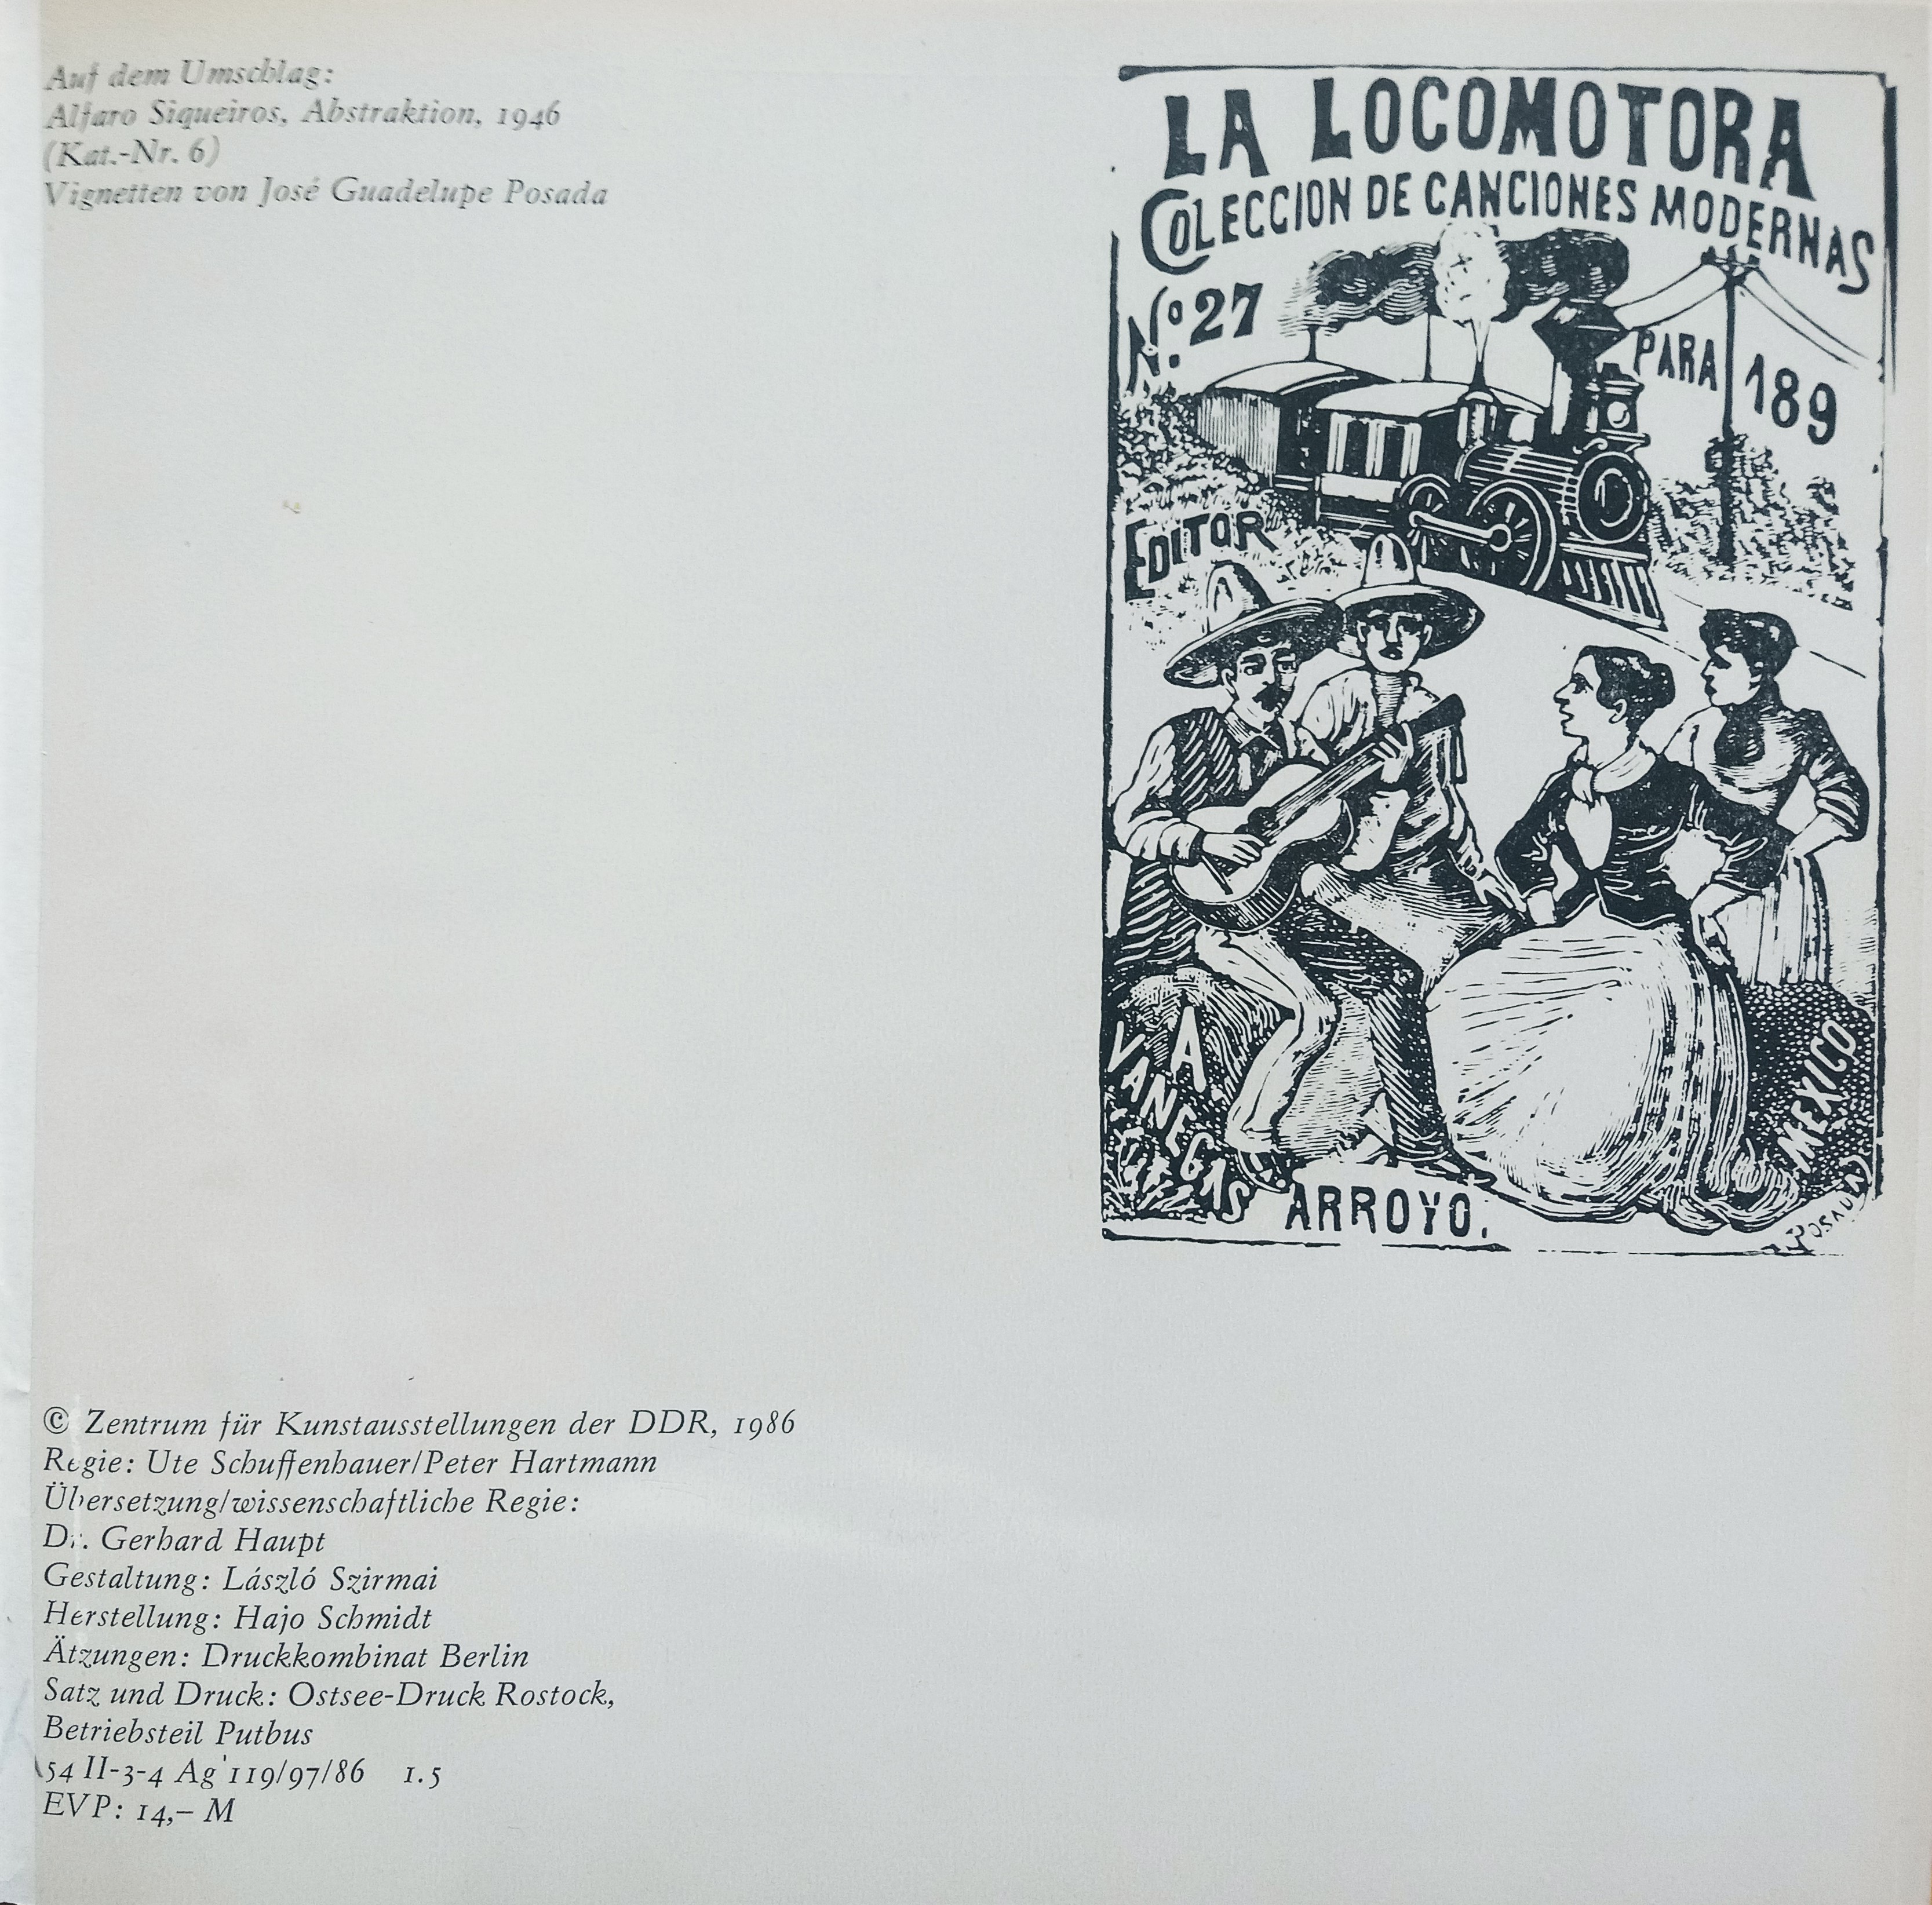 Auf dem Umschlag:
Alfaro Siqueiros, Abstraktion, 1946
(Kat.-Nr. 6)
Vignetten von José Guadelupe Posada
LA LOCOMOTORA
COLECCION DE CANCIONES MODERNAS
No. 27
PARA 189
EDITOR
A
VANEGAS ARROYO.
MEXICO
POSADA
© Zentrum für Kunstausstellungen der DDR, 1986
Regie: Ute Schuffenhauer/Peter Hartmann
Übersetzung/wissenschaftliche Regie:
Dr. Gerhard Haupt
Gestaltung: László Szirmai
Herstellung: Hajo Schmidt
Ätzungen: Druckkombinat Berlin
Satz und Druck: Ostsee-Druck Rostock,
Betriebsteil Putbus
54 II-3-4 Ag 119/97/86 1.5
EVP: 14,– M